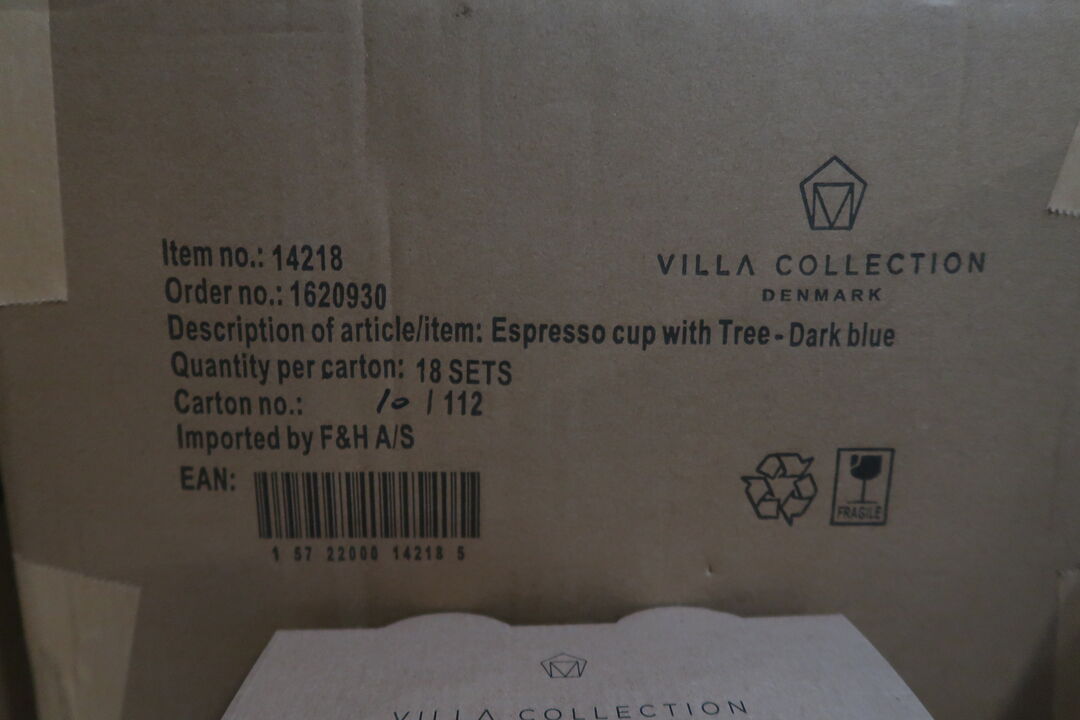 VILLA COLLECTION
DENMARK
Item no.: 14218
Order no.: 1620930
Description of article/item: Espresso cup with Tree - Dark blue
Quantity per carton: 18 SETS
Carton no.: 10 / 112
Imported by F&H A/S
EAN:
1 57 22000 14218 5
FRAGILE
VILLA COLLECTION